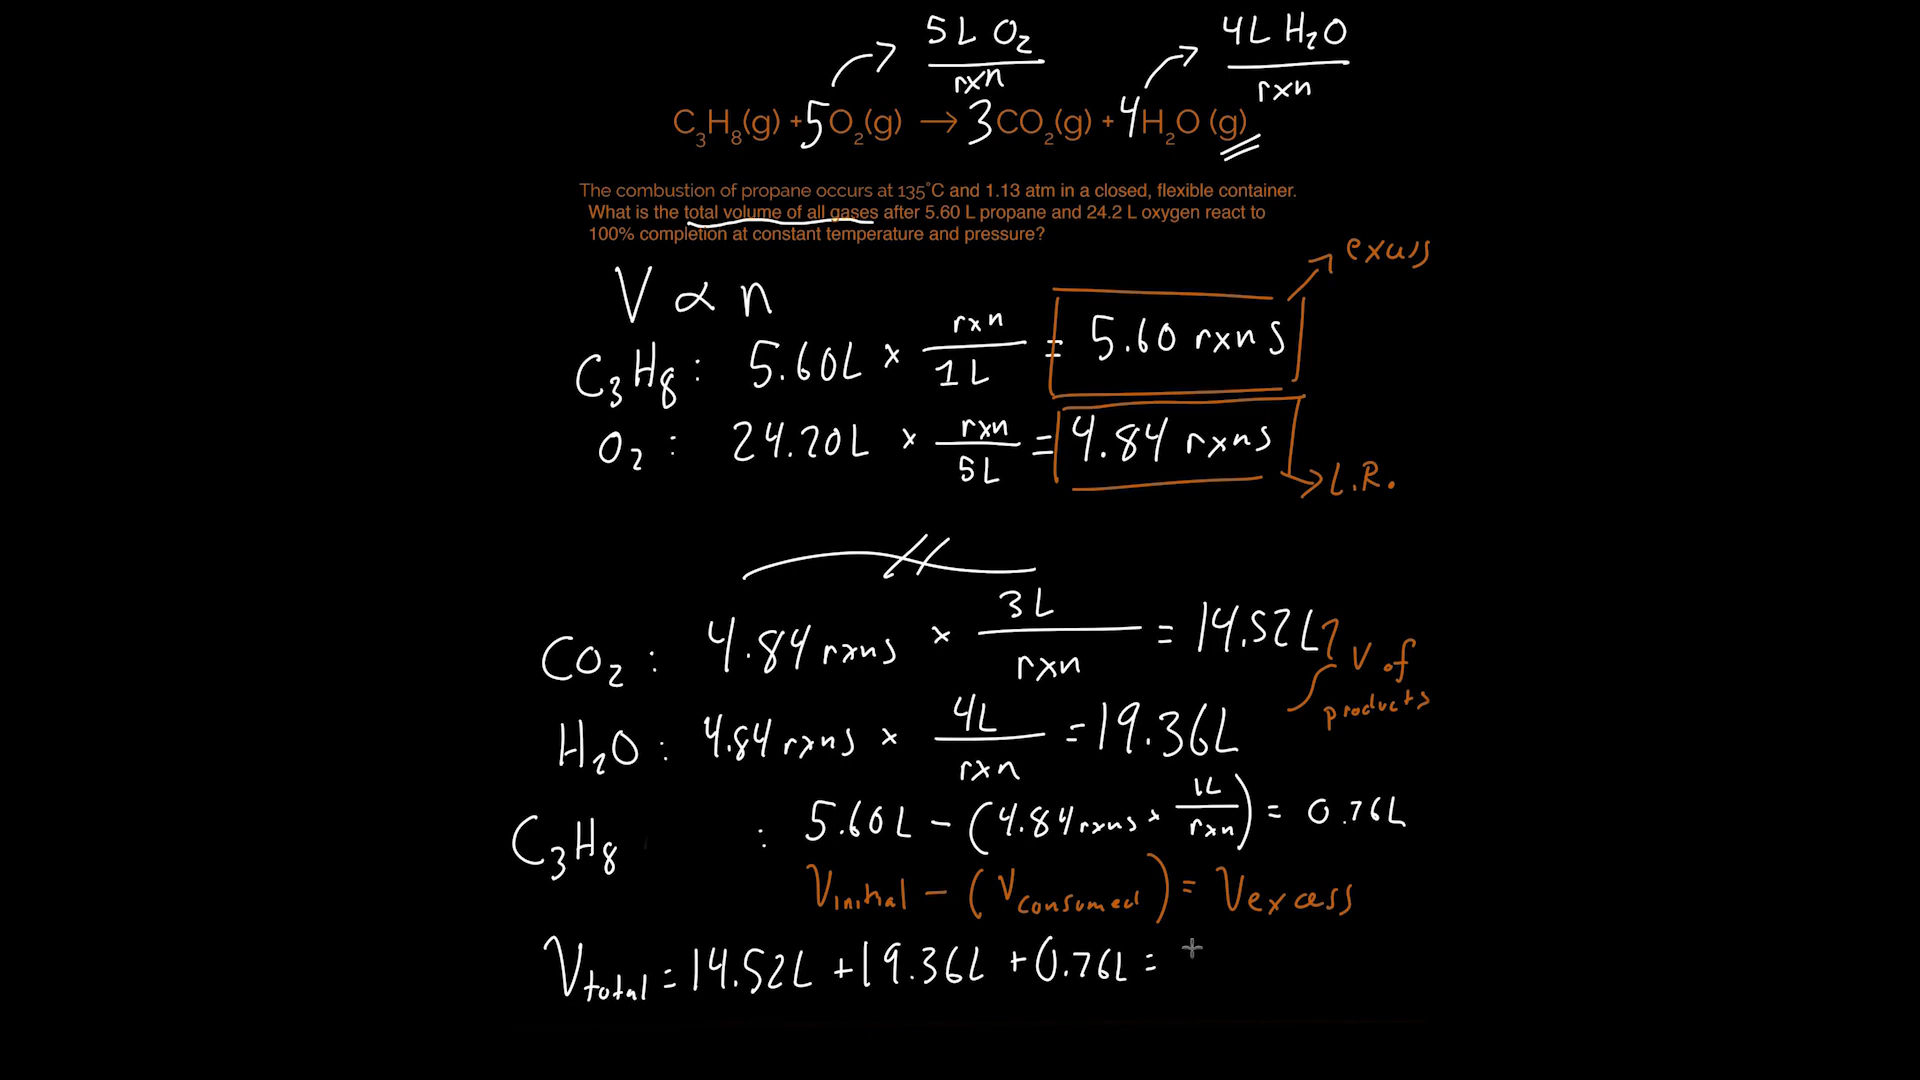 5L O₂ / rxn    4L H₂O / rxn
C₃H₈(g) + 5O₂(g) → 3CO₂(g) + 4H₂O (g)
The combustion of propane occurs at 135°C and 1.13 atm in a closed, flexible container.
What is the total volume of all gases after 5.60 L propane and 24.2 L oxygen react to
100% completion at constant temperature and pressure?
excess
V ∝ n
C₃H₈: 5.60L × rxn / 1L = 5.60 rxns
O₂: 24.20L × rxn / 5L = 4.84 rxns
L.R.
CO₂: 4.84 rxns × 3L / rxn = 14.52L
V of
products
H₂O: 4.84 rxns × 4L / rxn = 19.36L
C₃H₈: 5.60L - (4.84 rxns × 1L / rxn) = 0.76L
Vinitial - (Vconsumed) = Vexcess
Vtotal = 14.52L + 19.36L + 0.76L =